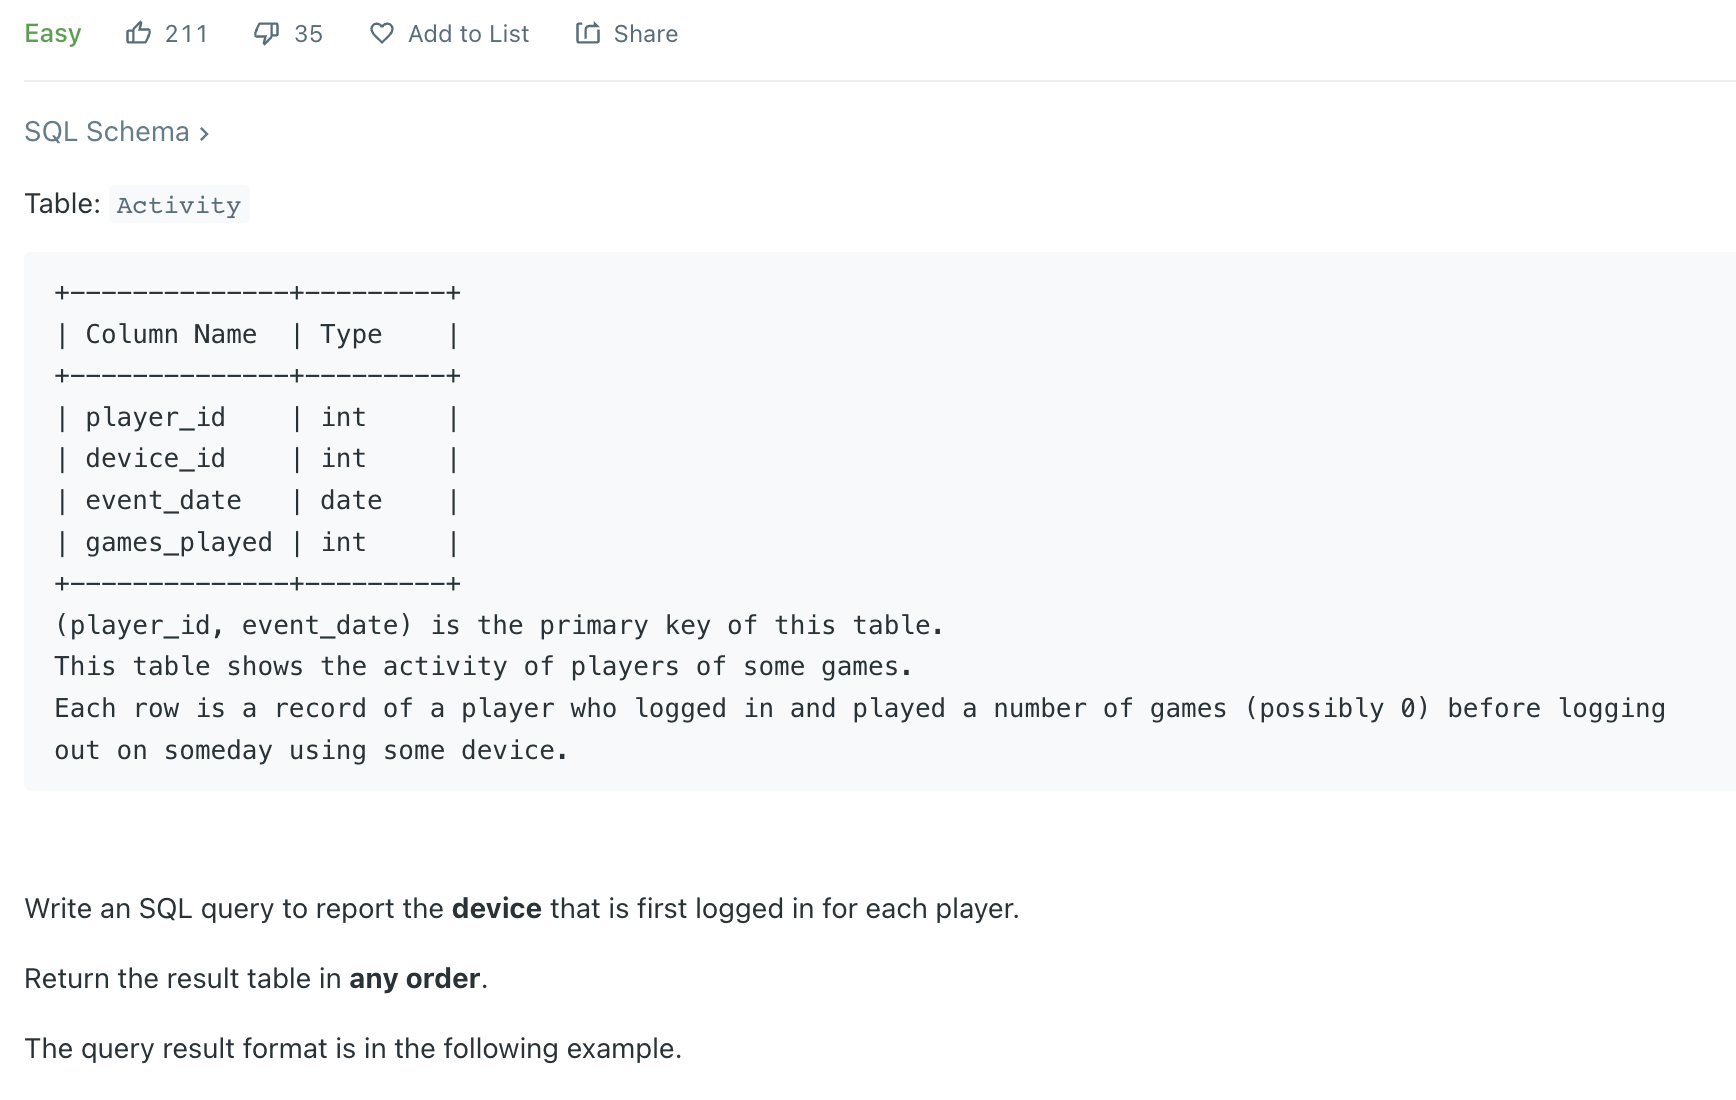 Easy 211 35 Add to List Share
SQL Schema >
Table: Activity
+--------------+---------+
| Column Name  | Type    |
+--------------+---------+
| player_id    | int     |
| device_id    | int     |
| event_date   | date    |
| games_played | int     |
+--------------+---------+
(player_id, event_date) is the primary key of this table.
This table shows the activity of players of some games.
Each row is a record of a player who logged in and played a number of games (possibly 0) before logging
out on someday using some device.
Write an SQL query to report the device that is first logged in for each player.
Return the result table in any order.
The query result format is in the following example.